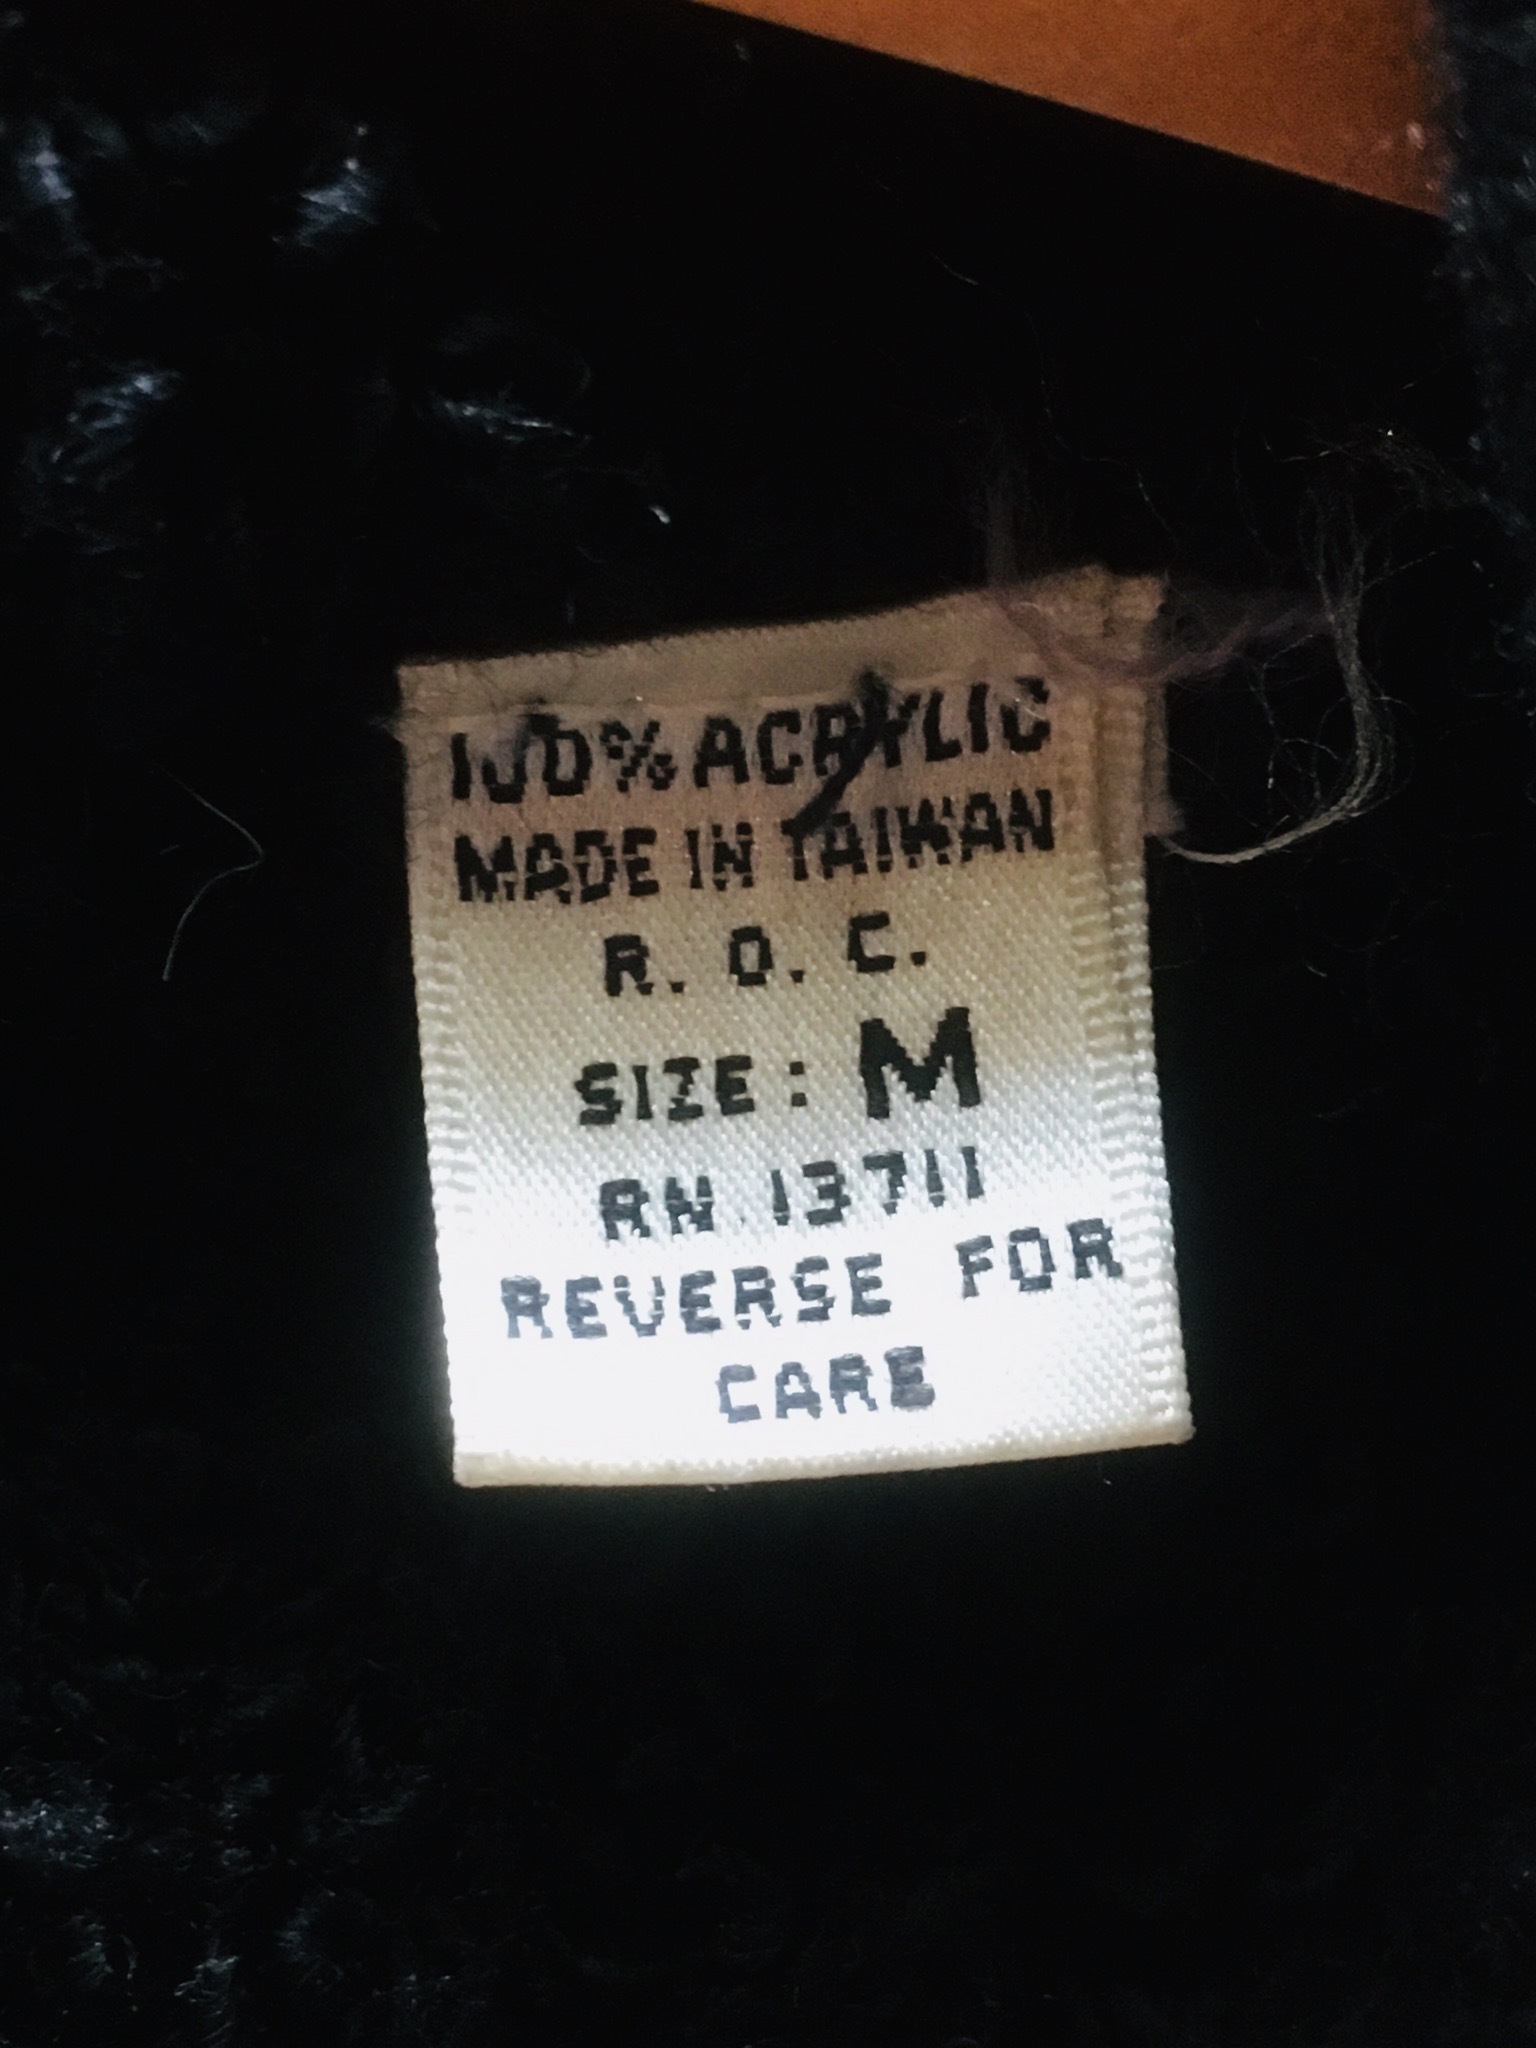 100% ACRYLIC
MADE IN TAIWAN
R. O. C.
SIZE: M
RN 13711
REVERSE FOR
CARE